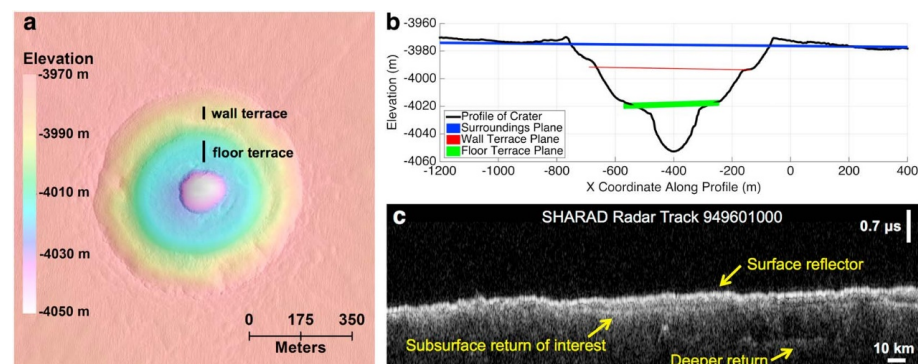 a
Elevation
-3970 m
-3990 m
-4010 m
-4030 m
-4050 m
wall terrace
floor terrace
0 175 350
Meters
b
Elevation (m)
-3960
-3980
-4000
-4020
-4040
-4060
Profile of Crater
Surroundings Plane
Wall Terrace Plane
Floor Terrace Plane
-1200 -1000 -800 -600 -400 -200 0 200 400
X Coordinate Along Profile (m)
c
SHARAD Radar Track 949601000
0.7 μs
Surface reflector
Subsurface return of interest
Deeper return
10 km